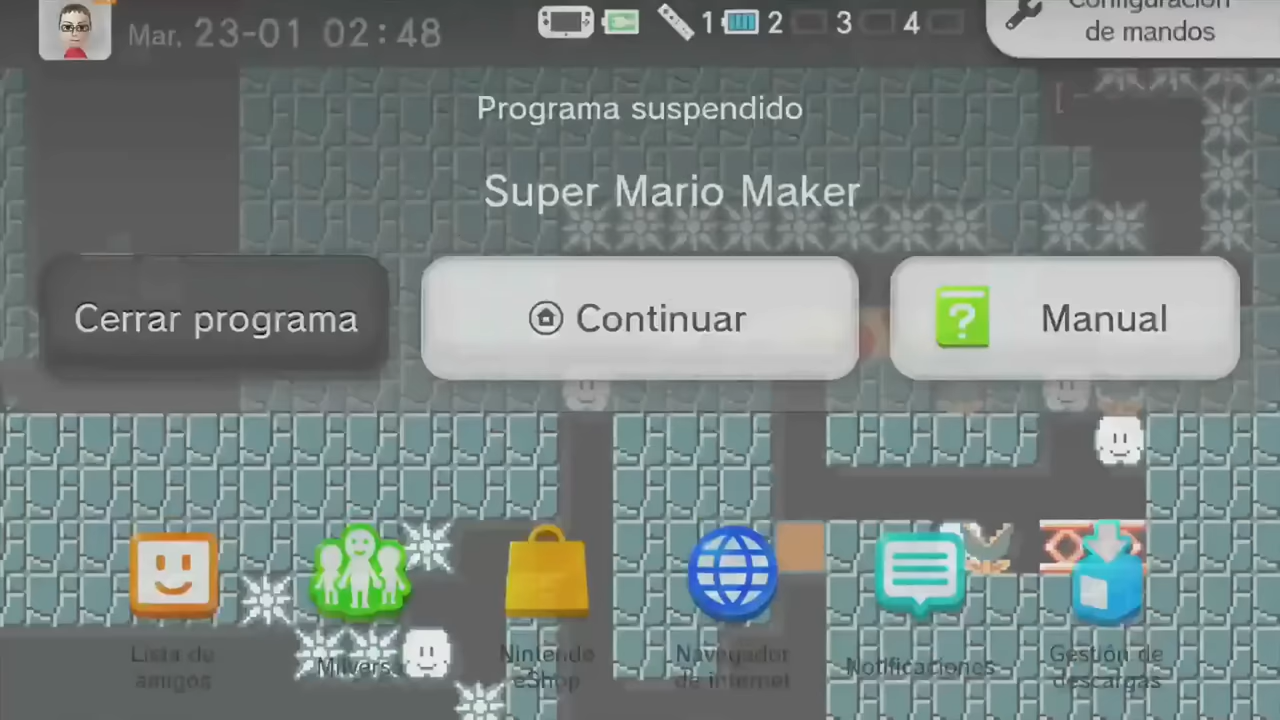 Mar. 23-01 02:48
1 2 3 4
Configuración
de mandos
Programa suspendido
Super Mario Maker
Cerrar programa
Continuar
? Manual
Lista de
amigos
Miiverse
Nintendo
eShop
Navegador
de internet
Notificaciones
Gestión de
descargas